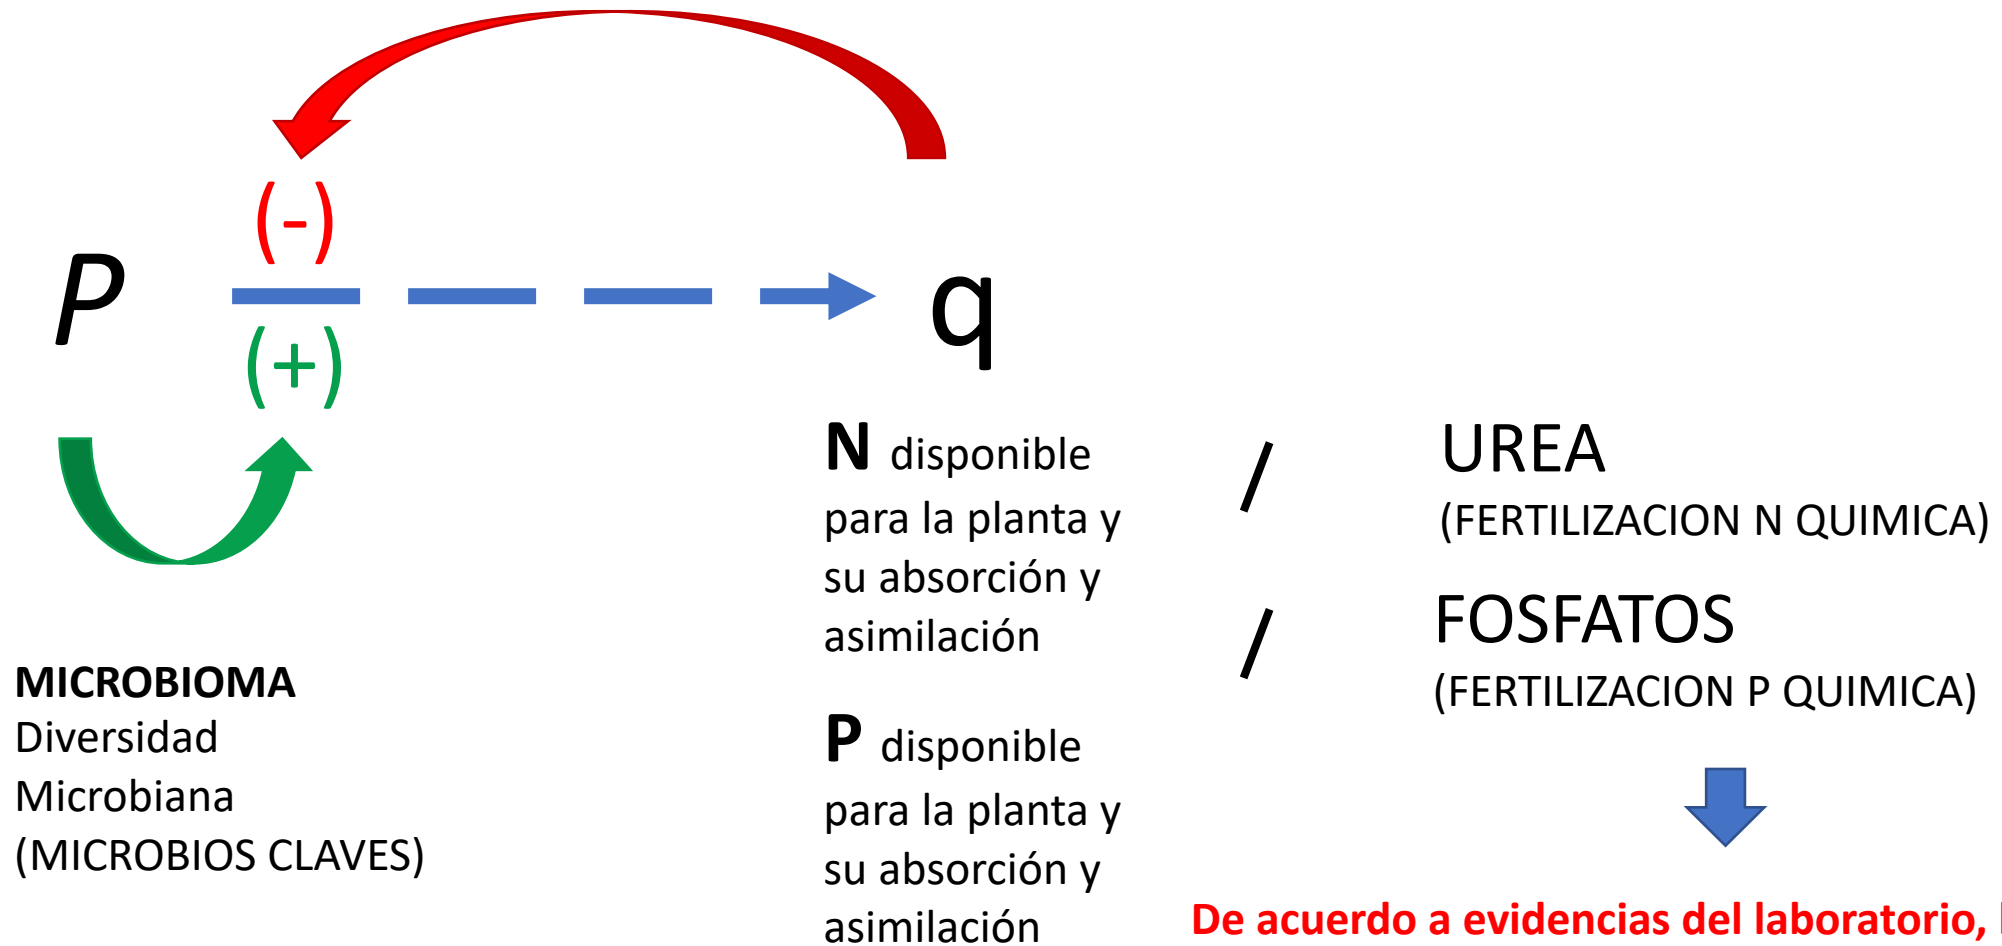 (-)
P
q
(+)
N disponible
para la planta y
su absorción y
asimilación
/
UREA
(FERTILIZACION N QUIMICA)
/
FOSFATOS
(FERTILIZACION P QUIMICA)
MICROBIOMA
Diversidad
Microbiana
(MICROBIOS CLAVES)
P disponible
para la planta y
su absorción y
asimilación
De acuerdo a evidencias del laboratorio,